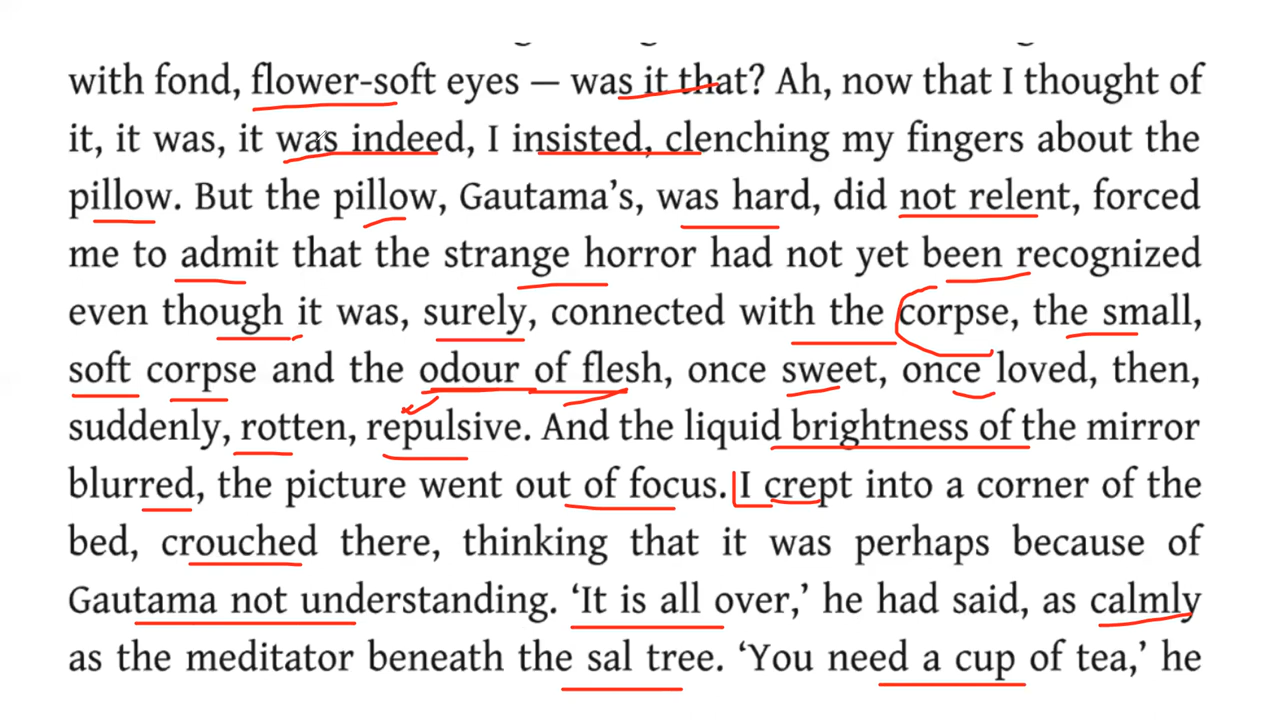 with fond, flower-soft eyes — was it that? Ah, now that I thought of
it, it was, it was indeed, I insisted, clenching my fingers about the
pillow. But the pillow, Gautama’s, was hard, did not relent, forced
me to admit that the strange horror had not yet been recognized
even though it was, surely, connected with the corpse, the small,
soft corpse and the odour of flesh, once sweet, once loved, then,
suddenly, rotten, repulsive. And the liquid brightness of the mirror
blurred, the picture went out of focus. I crept into a corner of the
bed, crouched there, thinking that it was perhaps because of
Gautama not understanding. ‘It is all over,’ he had said, as calmly
as the meditator beneath the sal tree. ‘You need a cup of tea,’ he